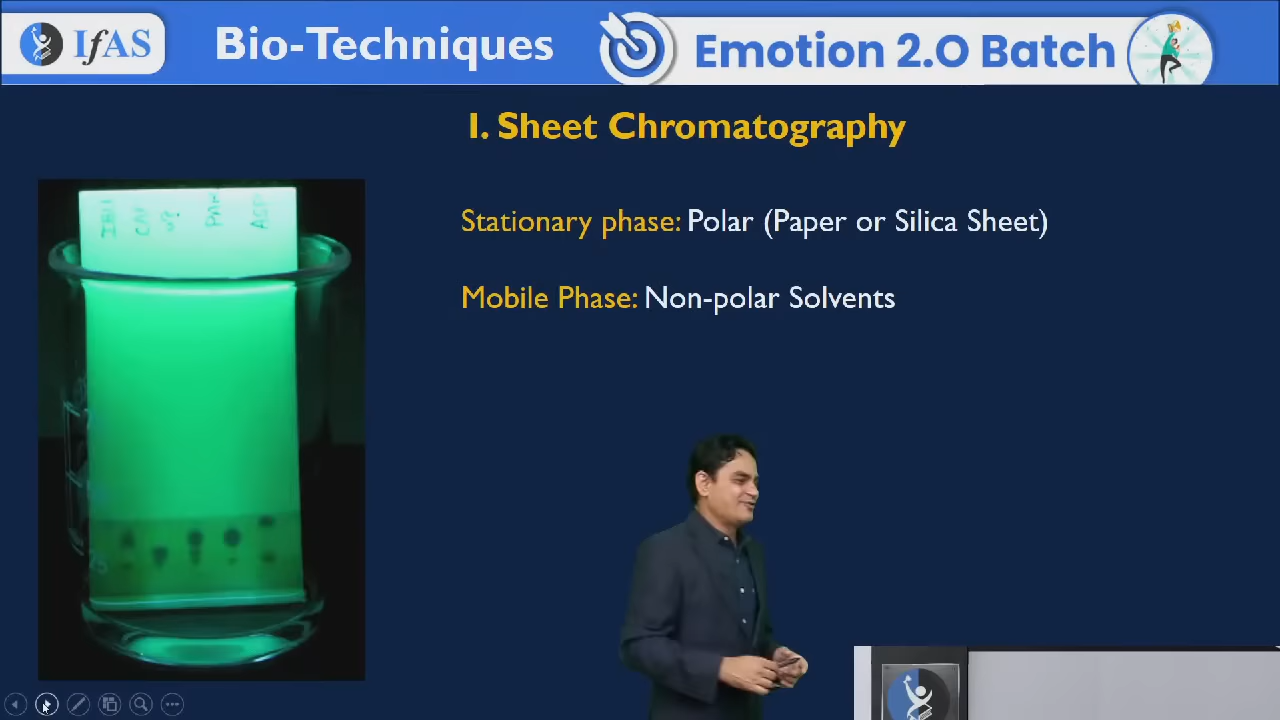 IfAS
Bio-Techniques
Emotion 2.O Batch
I. Sheet Chromatography
Stationary phase: Polar (Paper or Silica Sheet)
Mobile Phase: Non-polar Solvents